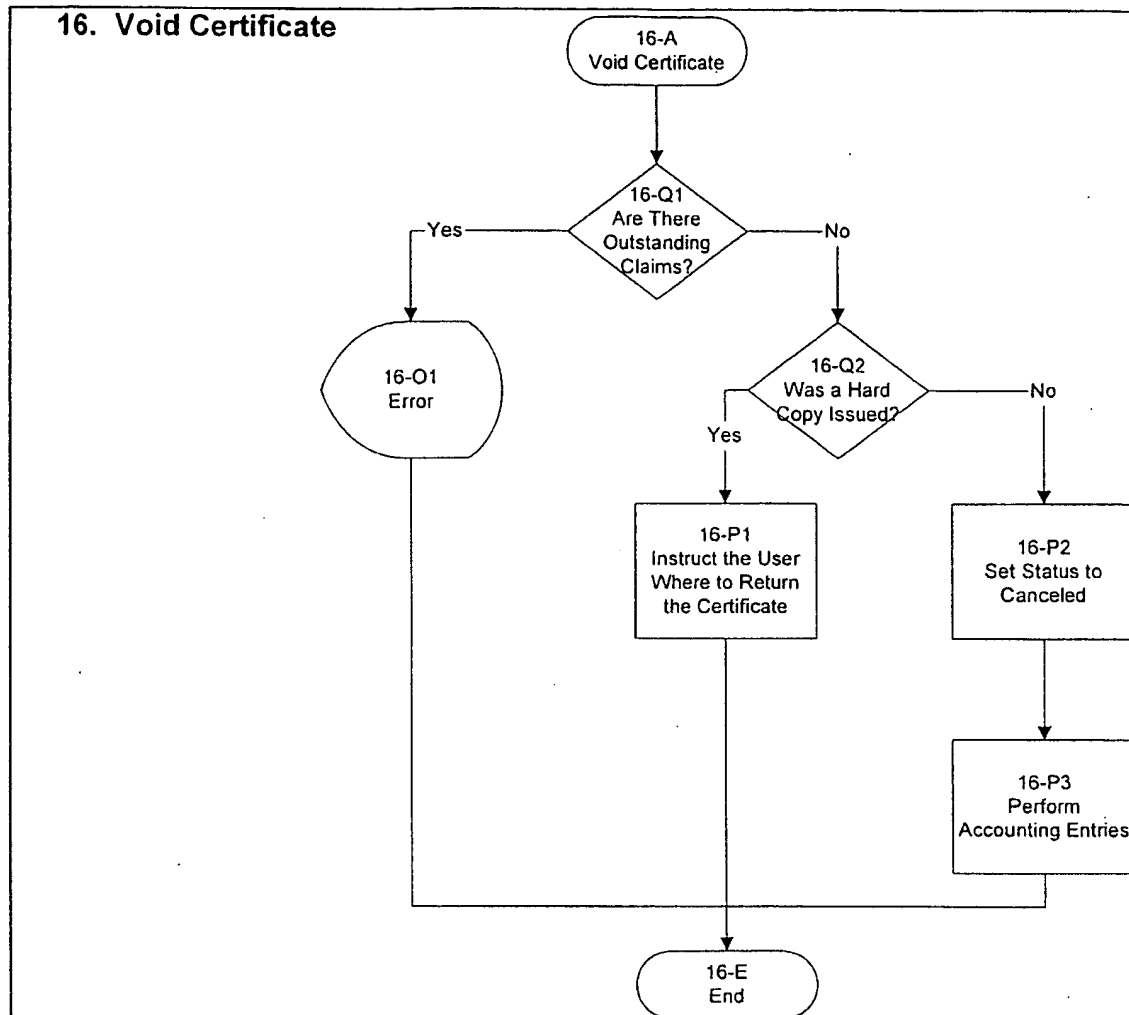 16. Void Certificate
16-A
Void Certificate
16-Q1
Are There
Outstanding
Claims?
Yes
No
16-O1
Error
16-Q2
Was a Hard
Copy Issued?
Yes
No
16-P1
Instruct the User
Where to Return
the Certificate
16-P2
Set Status to
Canceled
16-P3
Perform
Accounting Entries
16-E
End